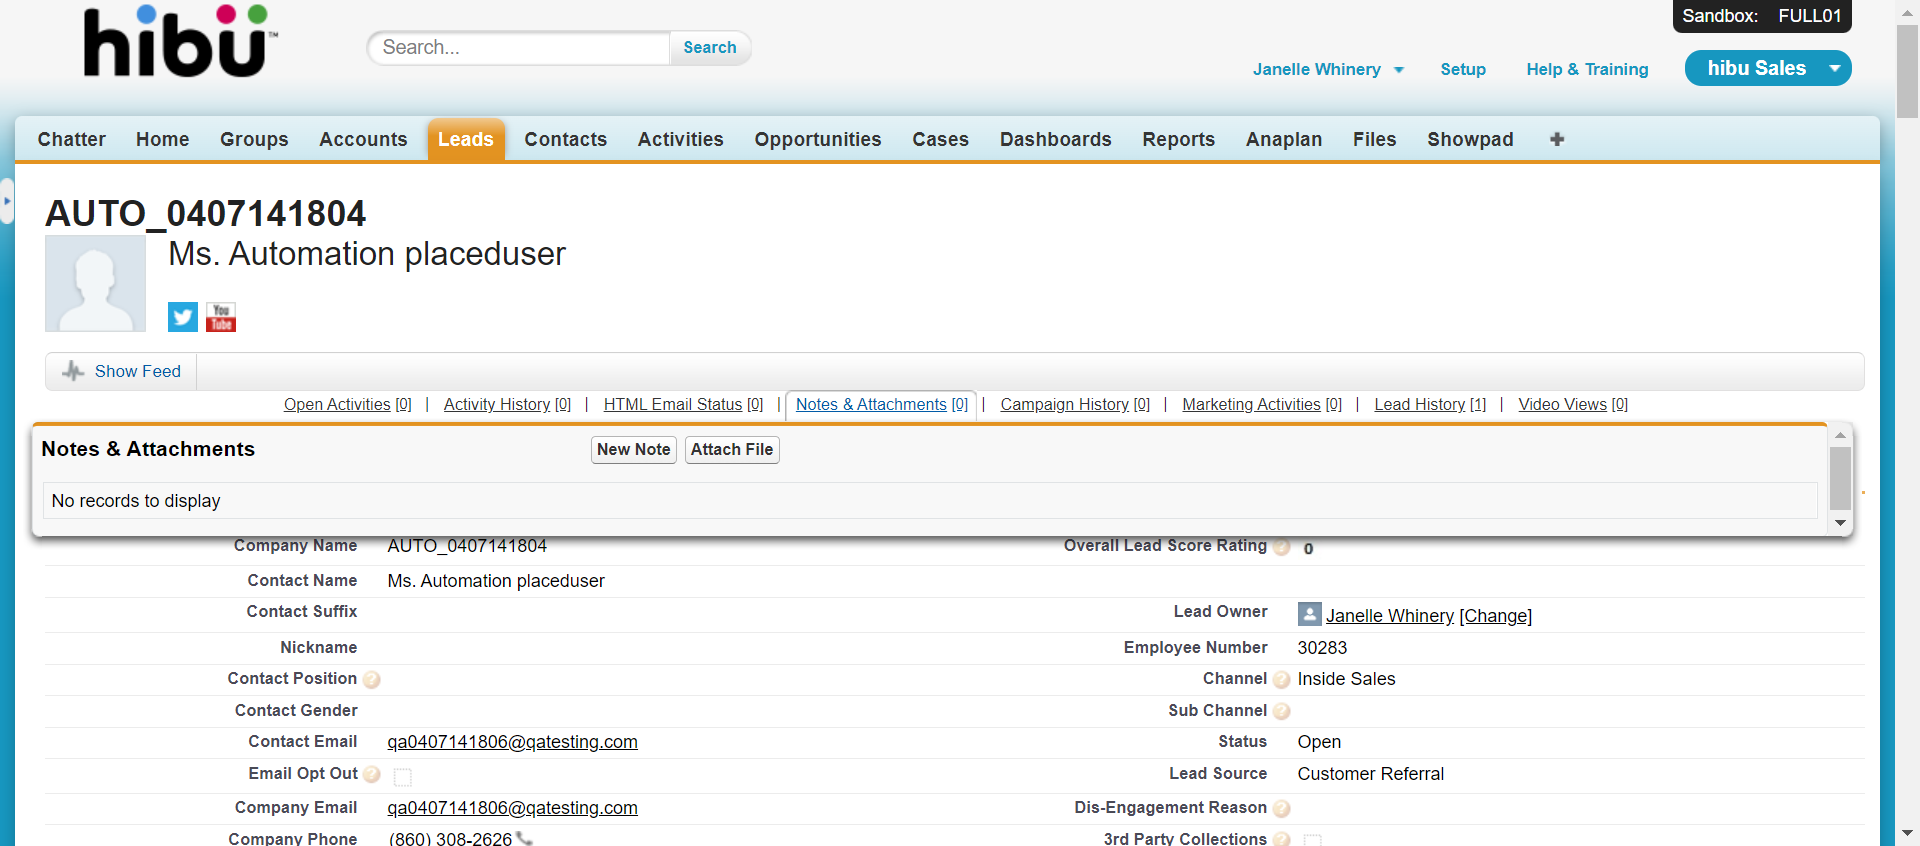 Sandbox: FULL01
hibü™
Search...
Search
Janelle Whinery
Setup
Help & Training
hibu Sales
Chatter Home Groups Accounts Leads Contacts Activities Opportunities Cases Dashboards Reports Anaplan Files Showpad
AUTO_0407141804
Ms. Automation placeduser
You
Tube
Show Feed
Open Activities [0] | Activity History [0] | HTML Email Status [0] | Notes & Attachments [0] | Campaign History [0] | Marketing Activities [0] | Lead History [1] | Video Views [0]
Notes & Attachments
New Note
Attach File
No records to display
Company Name AUTO_0407141804
Overall Lead Score Rating ? 0
Contact Name Ms. Automation placeduser
Contact Suffix
Lead Owner Janelle Whinery [Change]
Nickname
Employee Number 30283
Contact Position ?
Channel ? Inside Sales
Contact Gender
Sub Channel ?
Contact Email qa0407141806@qatesting.com
Status Open
Email Opt Out ?
Lead Source Customer Referral
Company Email qa0407141806@qatesting.com
Dis-Engagement Reason ?
Company Phone (860) 308-2626
3rd Party Collections ?